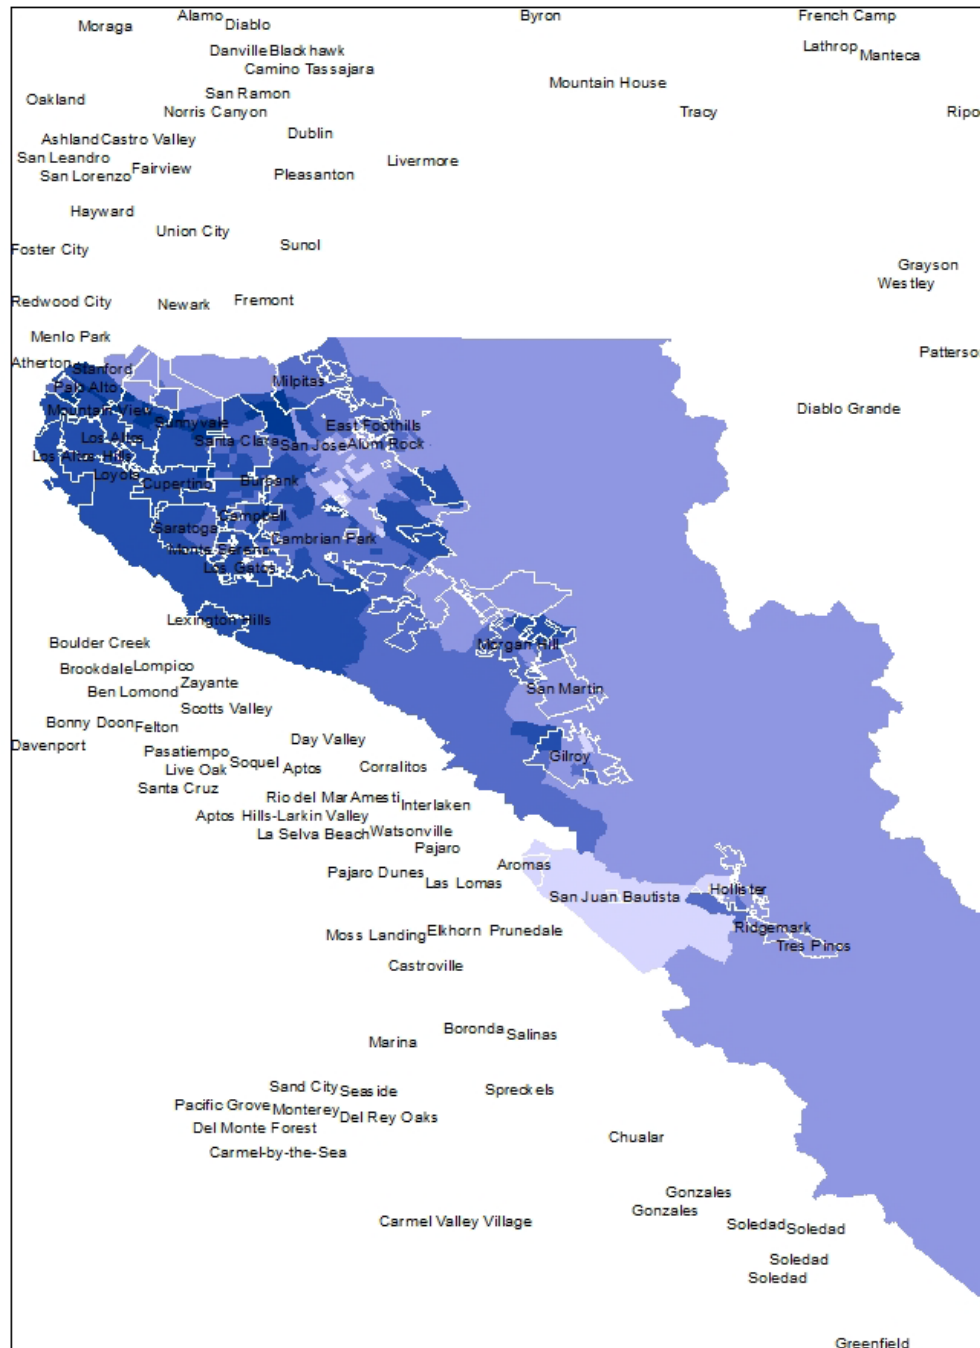 Alamo
Byron
French Camp
Moraga
Diablo
Danville Blackhawk
Lathrop
Manteca
Camino Tassajara
Mountain House
San Ramon
Oakland
Norris Canyon
Tracy
Ripo
Dublin
Ashland Castro Valley
San Leandro
Livermore
Fairview
San Lorenzo
Pleasanton
Hayward
Union City
Sunol
Foster City
Grayson
Westley
Redwood City
Newark
Fremont
Menlo Park
Patterson
Atherton
Stanford
Milpitas
Palo Alto
Mountain View
Diablo Grande
Sunnyvale
East Foothills
Los Altos
Santa Clara
San Jose
Alum Rock
Los Altos Hills
Loyola
Cupertino
Burbank
Campbell
Saratoga
Cambrian Park
Monte Sereno
Los Gatos
Lexington Hills
Boulder Creek
Morgan Hill
Brookdale
Lompico
Zayante
Ben Lomond
San Martin
Scotts Valley
Bonny Doon
Felton
Davenport
Day Valley
Pasatiempo
Gilroy
Soquel
Live Oak
Aptos
Corralitos
Santa Cruz
Rio del Mar
Amesti
Interlaken
Aptos Hills-Larkin Valley
La Selva Beach
Watsonville
Pajaro
Aromas
Pajaro Dunes
Las Lomas
Hollister
San Juan Bautista
Ridgemark
Moss Landing
Elkhorn
Prunedale
Tres Pinos
Castroville
Boronda
Salinas
Marina
Sand City
Seaside
Spreckels
Pacific Grove
Monterey
Del Rey Oaks
Del Monte Forest
Chualar
Carmel-by-the-Sea
Gonzales
Gonzales
Carmel Valley Village
Soledad
Soledad
Soledad
Soledad
Greenfield